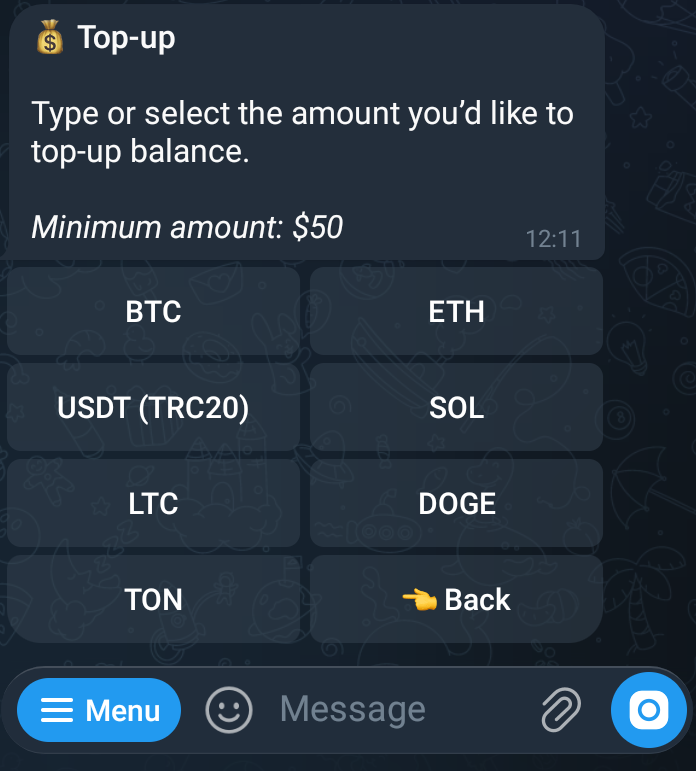 💰 Top-up
Type or select the amount you’d like to
top-up balance.
Minimum amount: $50
12:11
BTC
ETH
USDT (TRC20)
SOL
LTC
DOGE
TON
👈 Back
Menu
Message